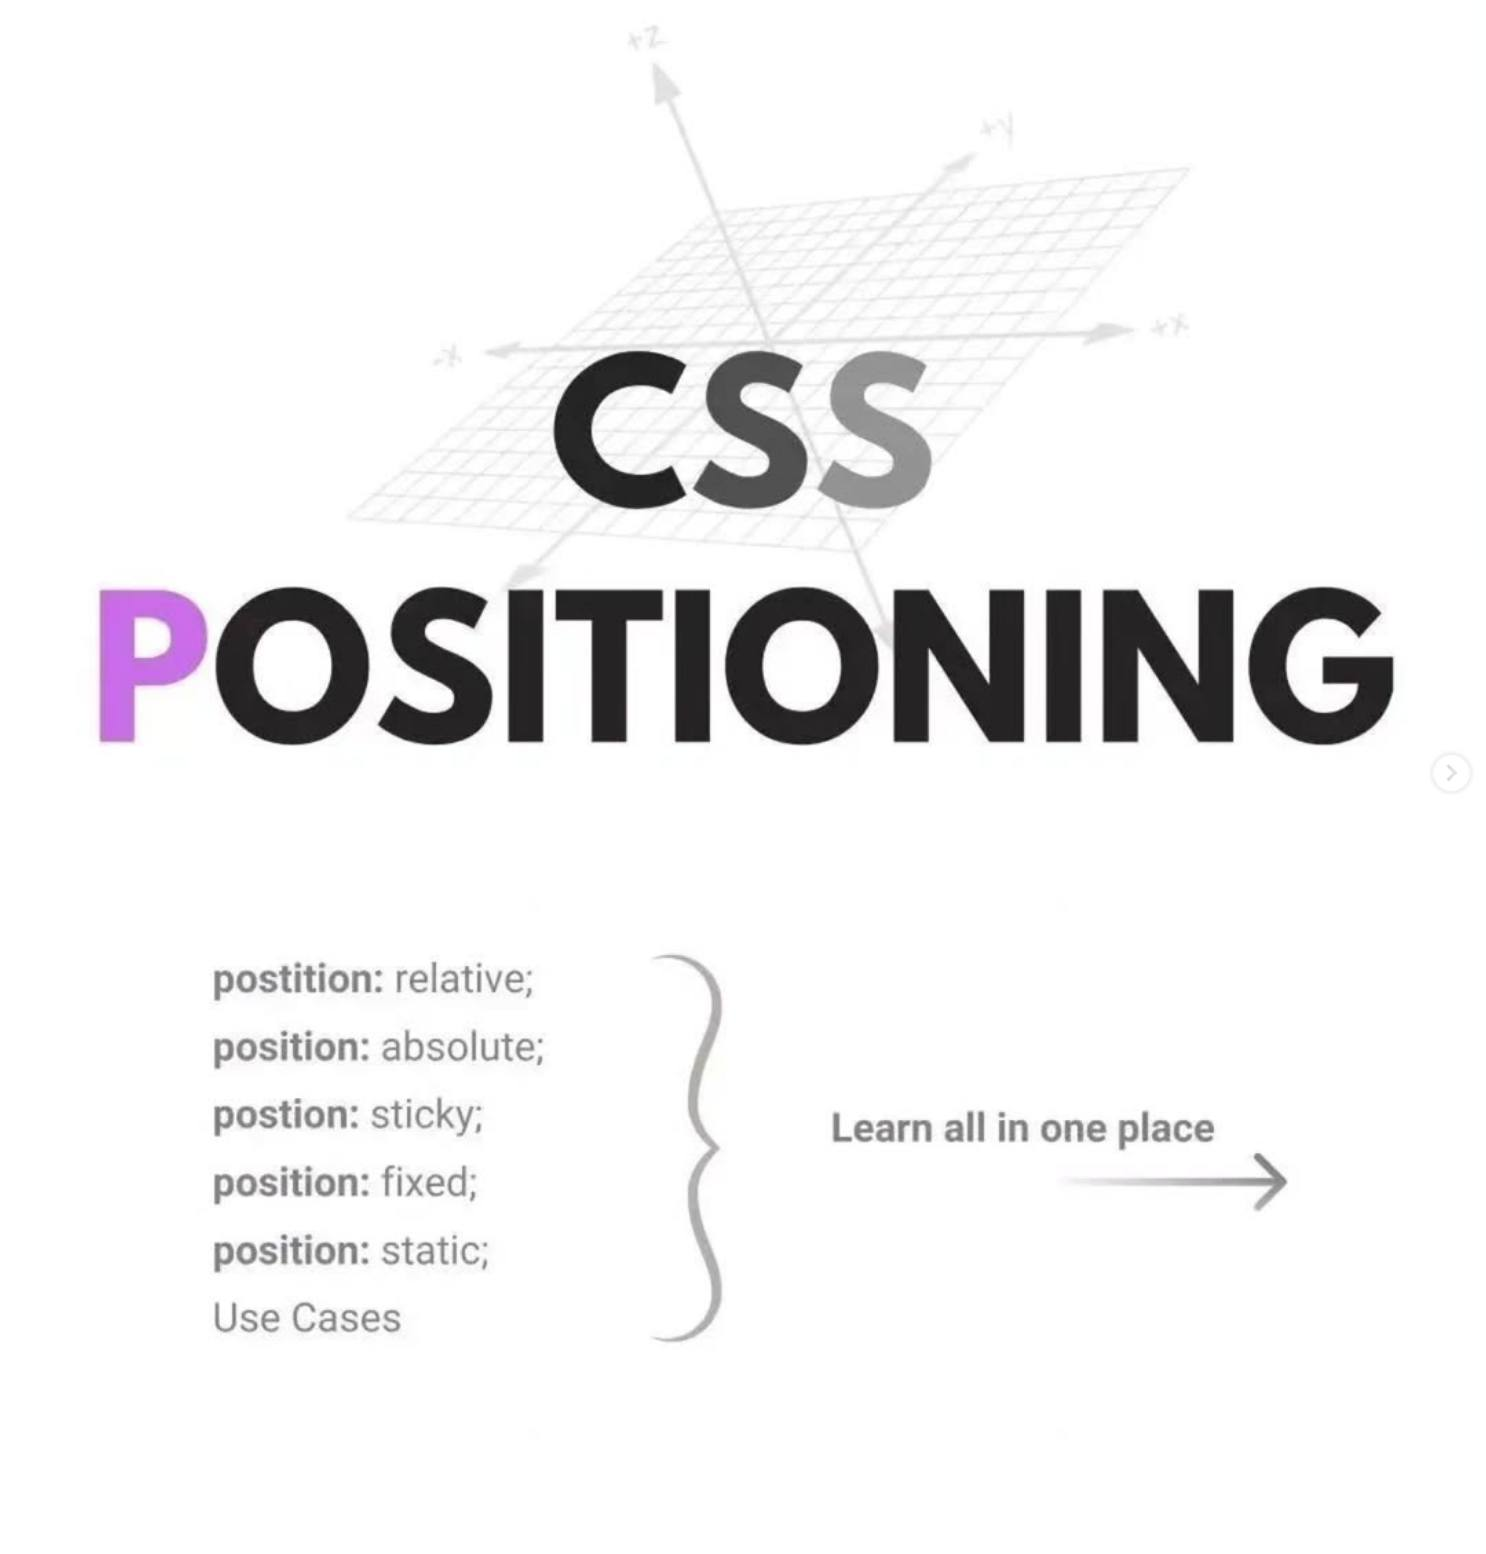 +z
+y
-x
+x
CSS
POSITIONING
postition: relative;
position: absolute;
postion: sticky;
position: fixed;
position: static;
Use Cases
Learn all in one place